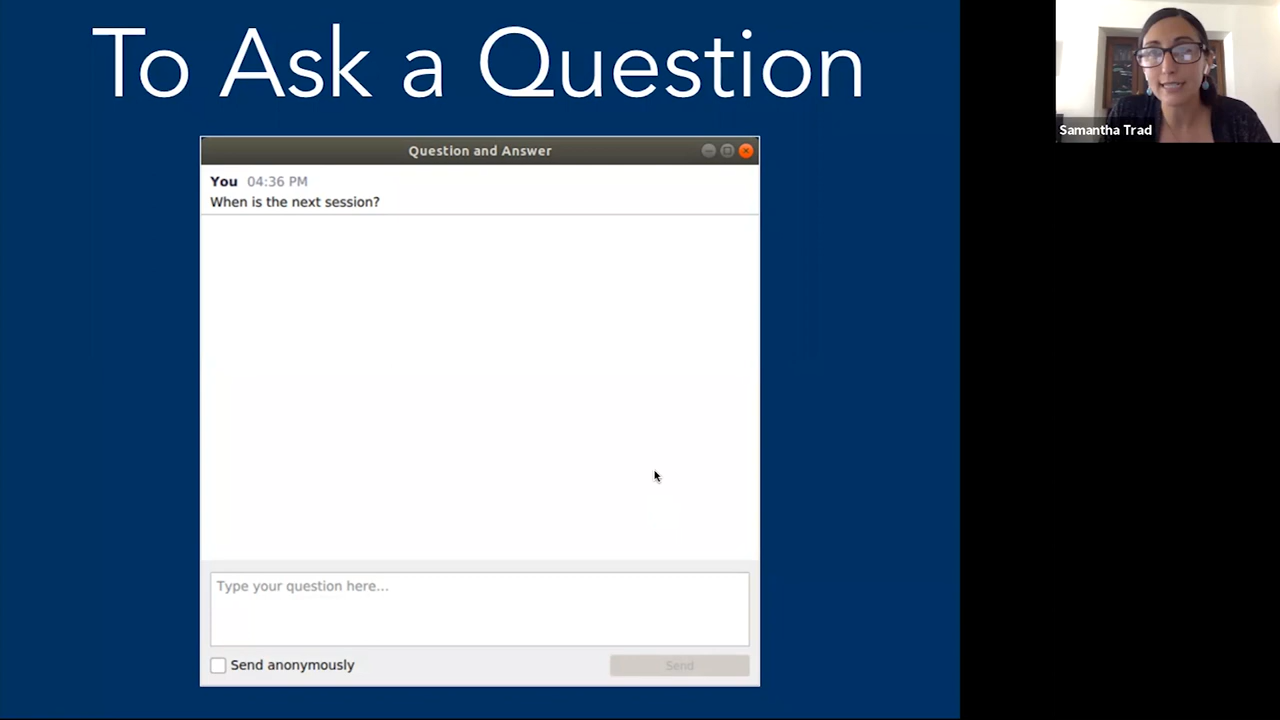 To Ask a Question
Samantha Trad
Question and Answer
You 04:36 PM
When is the next session?
Type your question here...
Send anonymously
Send